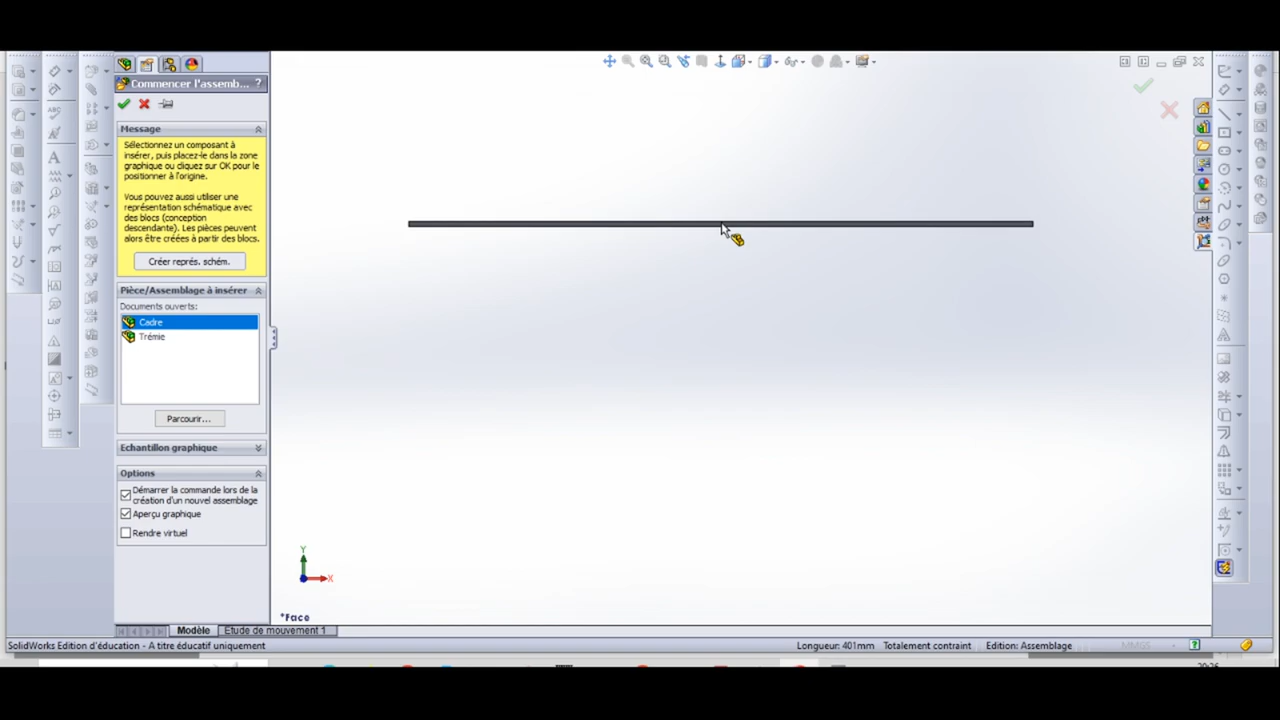 Commencer l'assemb... ?
Message
Sélectionnez un composant à
insérer, puis placez-le dans la zone
graphique ou cliquez sur OK pour le
positionner à l'origine.
Vous pouvez aussi utiliser une
représentation schématique avec
des blocs (conception
descendante). Les pièces peuvent
alors être créées à partir des blocs.
Créer représ. schém.
Pièce/Assemblage à insérer
Documents ouverts:
Cadre
Trémie
Parcourir...
Echantillon graphique
Options
Démarrer la commande lors de la
création d'un nouvel assemblage
Aperçu graphique
Rendre virtuel
Y
X
*Face
Modèle
Etude de mouvement 1
SolidWorks Edition d'éducation - A titre éducatif uniquement
Longueur: 401mm Totalement contraint Edition: Assemblage MMGS